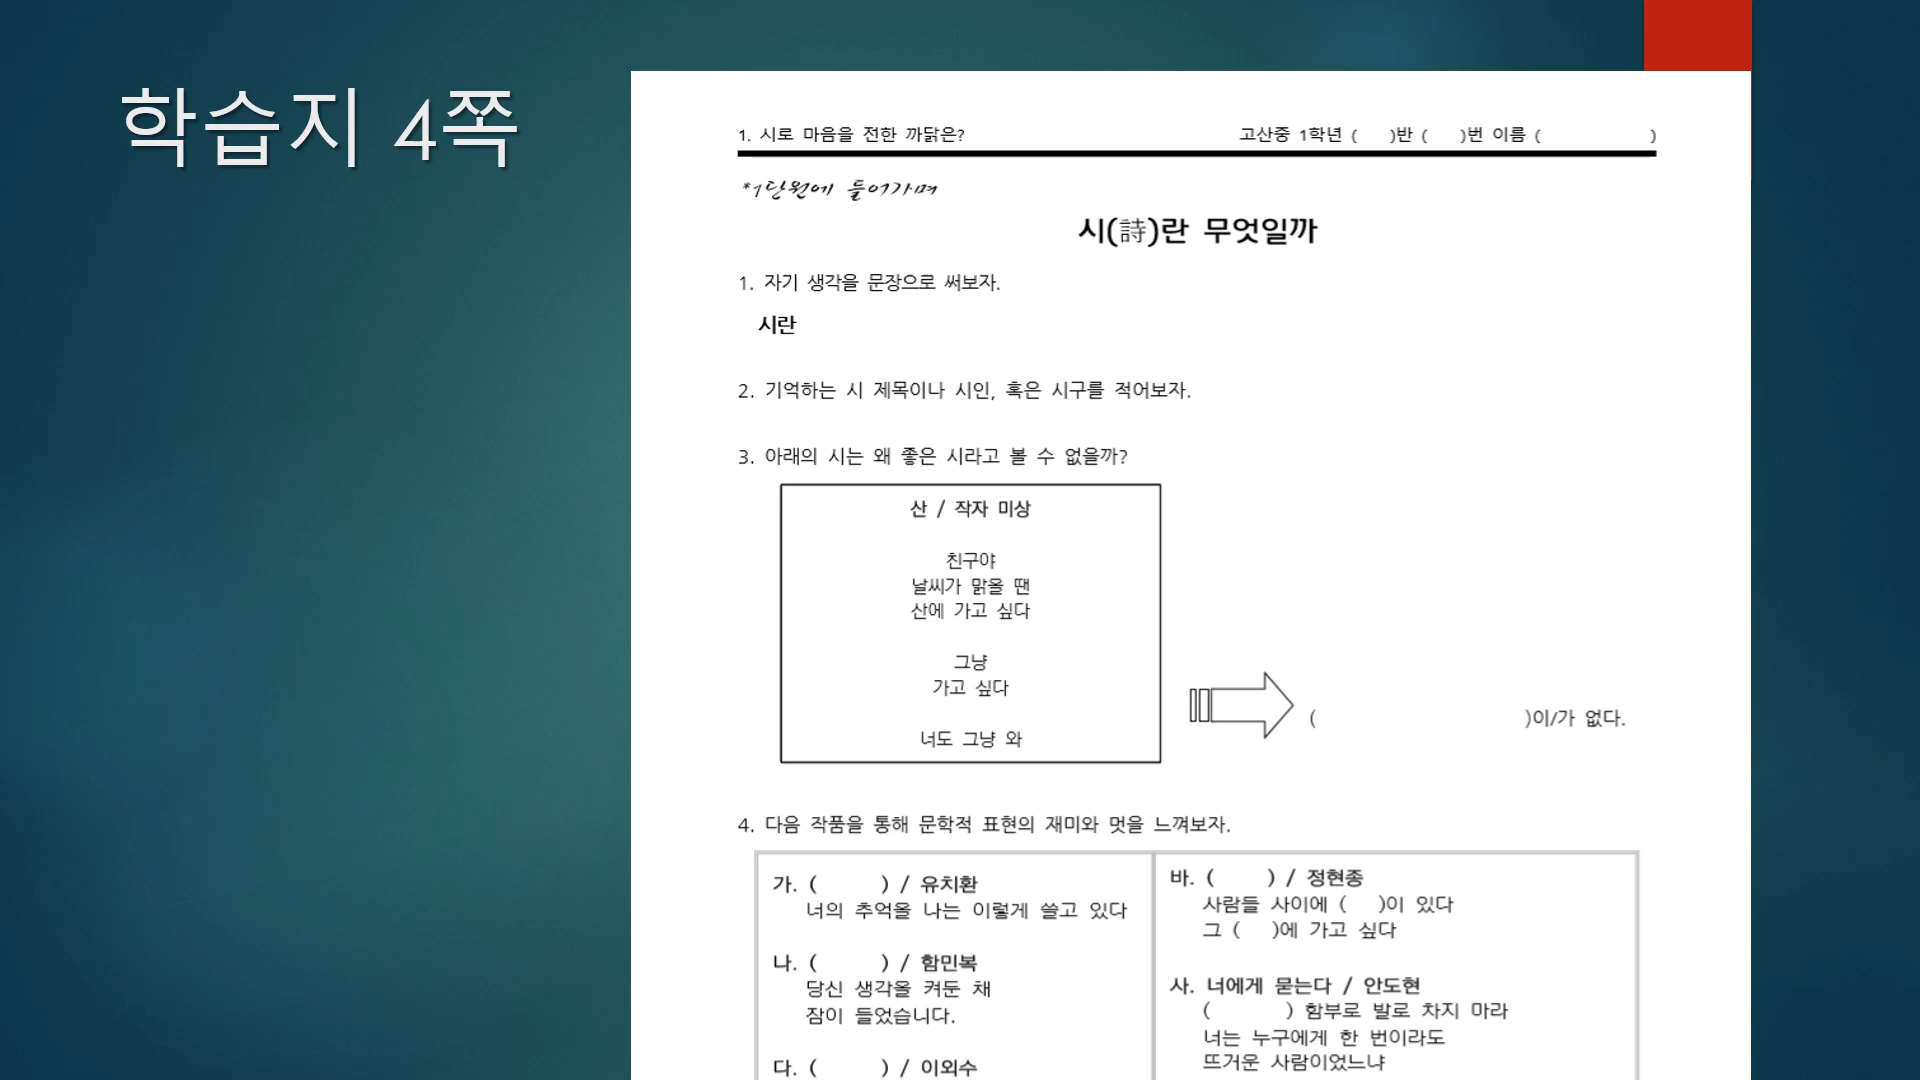 학습지 4쪽
1. 시로 마음을 전한 까닭은? 고산중 1학년 ( )반 ( )번 이름 ( )
*1단원에 들어가며
시(詩)란 무엇일까
1. 자기 생각을 문장으로 써보자.
시란
2. 기억하는 시 제목이나 시인, 혹은 시구를 적어보자.
3. 아래의 시는 왜 좋은 시라고 볼 수 없을까?
산 / 작자 미상
친구야
날씨가 맑을 땐
산에 가고 싶다
그냥
가고 싶다
너도 그냥 와
( )이/가 없다.
4. 다음 작품을 통해 문학적 표현의 재미와 멋을 느껴보자.
가. ( ) / 유치환
너의 추억을 나는 이렇게 쓸고 있다
나. ( ) / 함민복
당신 생각을 켜둔 채
잠이 들었습니다.
다. ( ) / 이외수
바. ( ) / 정현종
사람들 사이에 ( )이 있다
그 ( )에 가고 싶다
사. 너에게 묻는다 / 안도현
( ) 함부로 발로 차지 마라
너는 누구에게 한 번이라도
뜨거운 사람이었느냐